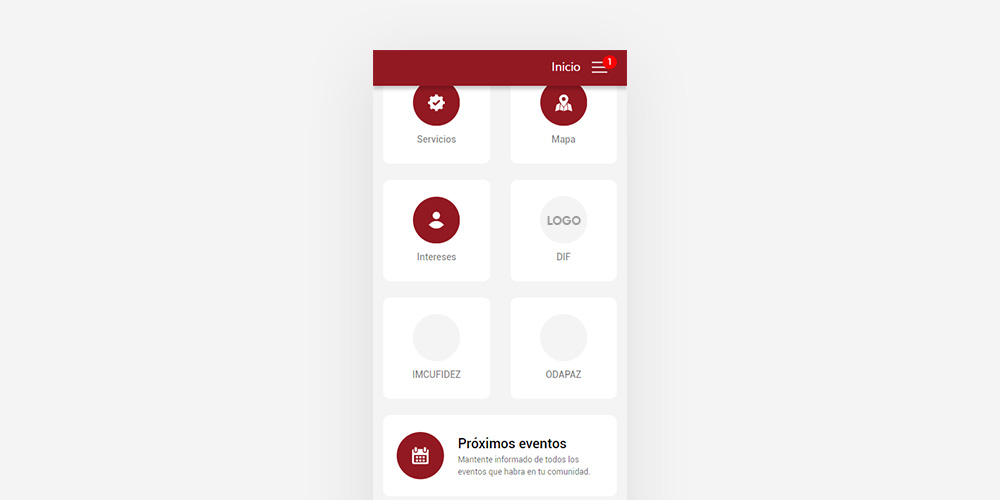 Inicio
1
Servicios
Mapa
Intereses
LOGO
DIF
IMCUFIDEZ
ODAPAZ
Próximos eventos
Mantente informado de todos los
eventos que habra en tu comunidad.